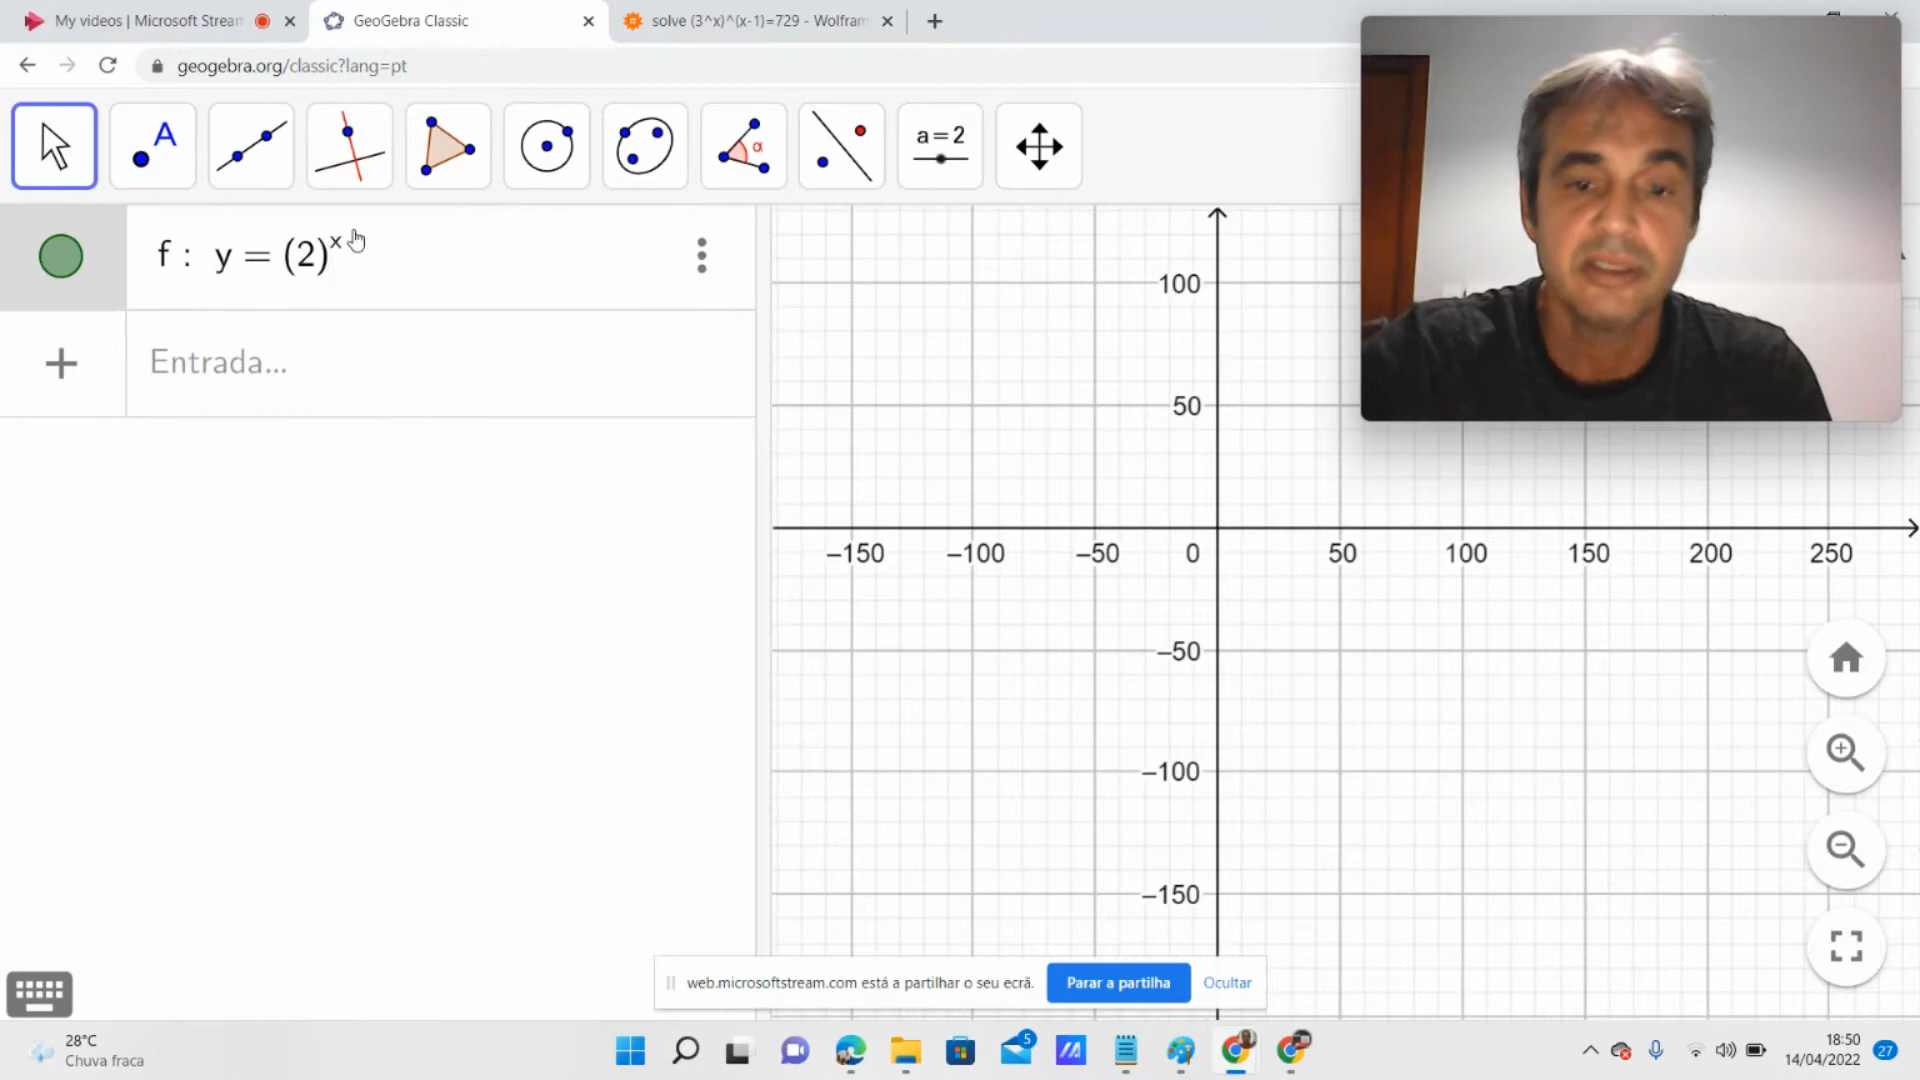 My videos | Microsoft Stream
GeoGebra Classic
solve (3^x)^(x-1)=729 - Wolfram
geogebra.org/classic?lang=pt
A
α
a = 2
f : y = (2)^x
Entrada...
100
50
−150 −100 −50 0 50 100 150 200 250
−50
−100
−150
web.microsoftstream.com está a partilhar o seu ecrã. Parar a partilha Ocultar
28°C
Chuva fraca
5
18:50
14/04/2022
27